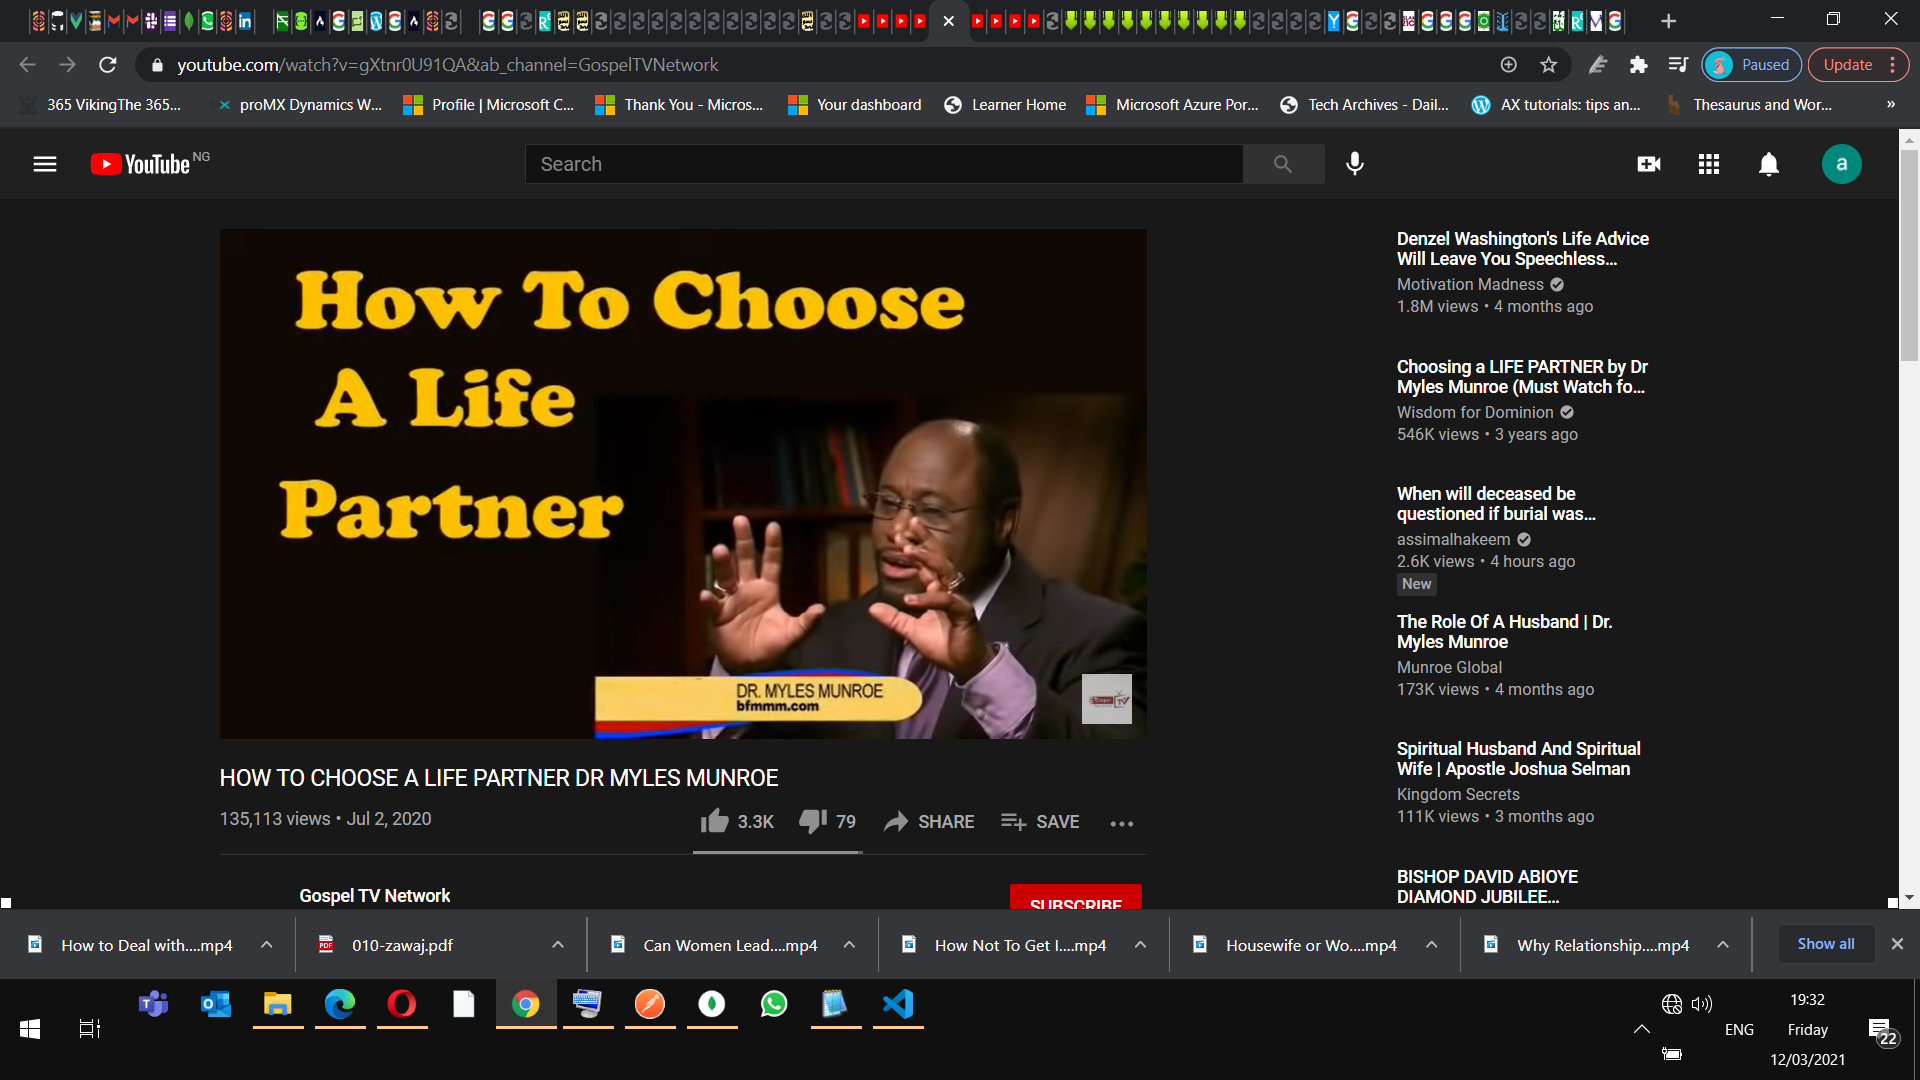 youtube.com/watch?v=gXtnr0U91QA&ab_channel=GospelTVNetwork
Paused
Update
365 VikingThe 365...
proMX Dynamics W...
Profile | Microsoft C...
Thank You - Micros...
Your dashboard
Learner Home
Microsoft Azure Por...
Tech Archives - Dail...
AX tutorials: tips an...
Thesaurus and Wor...
»
YouTube NG
Search
a
How To Choose
A Life
Partner
DR. MYLES MUNROE
bfmmm.com
HOW TO CHOOSE A LIFE PARTNER DR MYLES MUNROE
135,113 views • Jul 2, 2020
3.3K
79
SHARE
SAVE
Gospel TV Network
SUBSCRIBE
Denzel Washington's Life Advice
Will Leave You Speechless...
Motivation Madness
1.8M views • 4 months ago
Choosing a LIFE PARTNER by Dr
Myles Munroe (Must Watch fo...
Wisdom for Dominion
546K views • 3 years ago
When will deceased be
questioned if burial was...
assimalhakeem
2.6K views • 4 hours ago
New
The Role Of A Husband | Dr.
Myles Munroe
Munroe Global
173K views • 4 months ago
Spiritual Husband And Spiritual
Wife | Apostle Joshua Selman
Kingdom Secrets
111K views • 3 months ago
BISHOP DAVID ABIOYE
DIAMOND JUBILEE...
How to Deal with....mp4
010-zawaj.pdf
Can Women Lead....mp4
How Not To Get I....mp4
Housewife or Wo....mp4
Why Relationship....mp4
Show all
ENG
19:32
Friday
12/03/2021
22